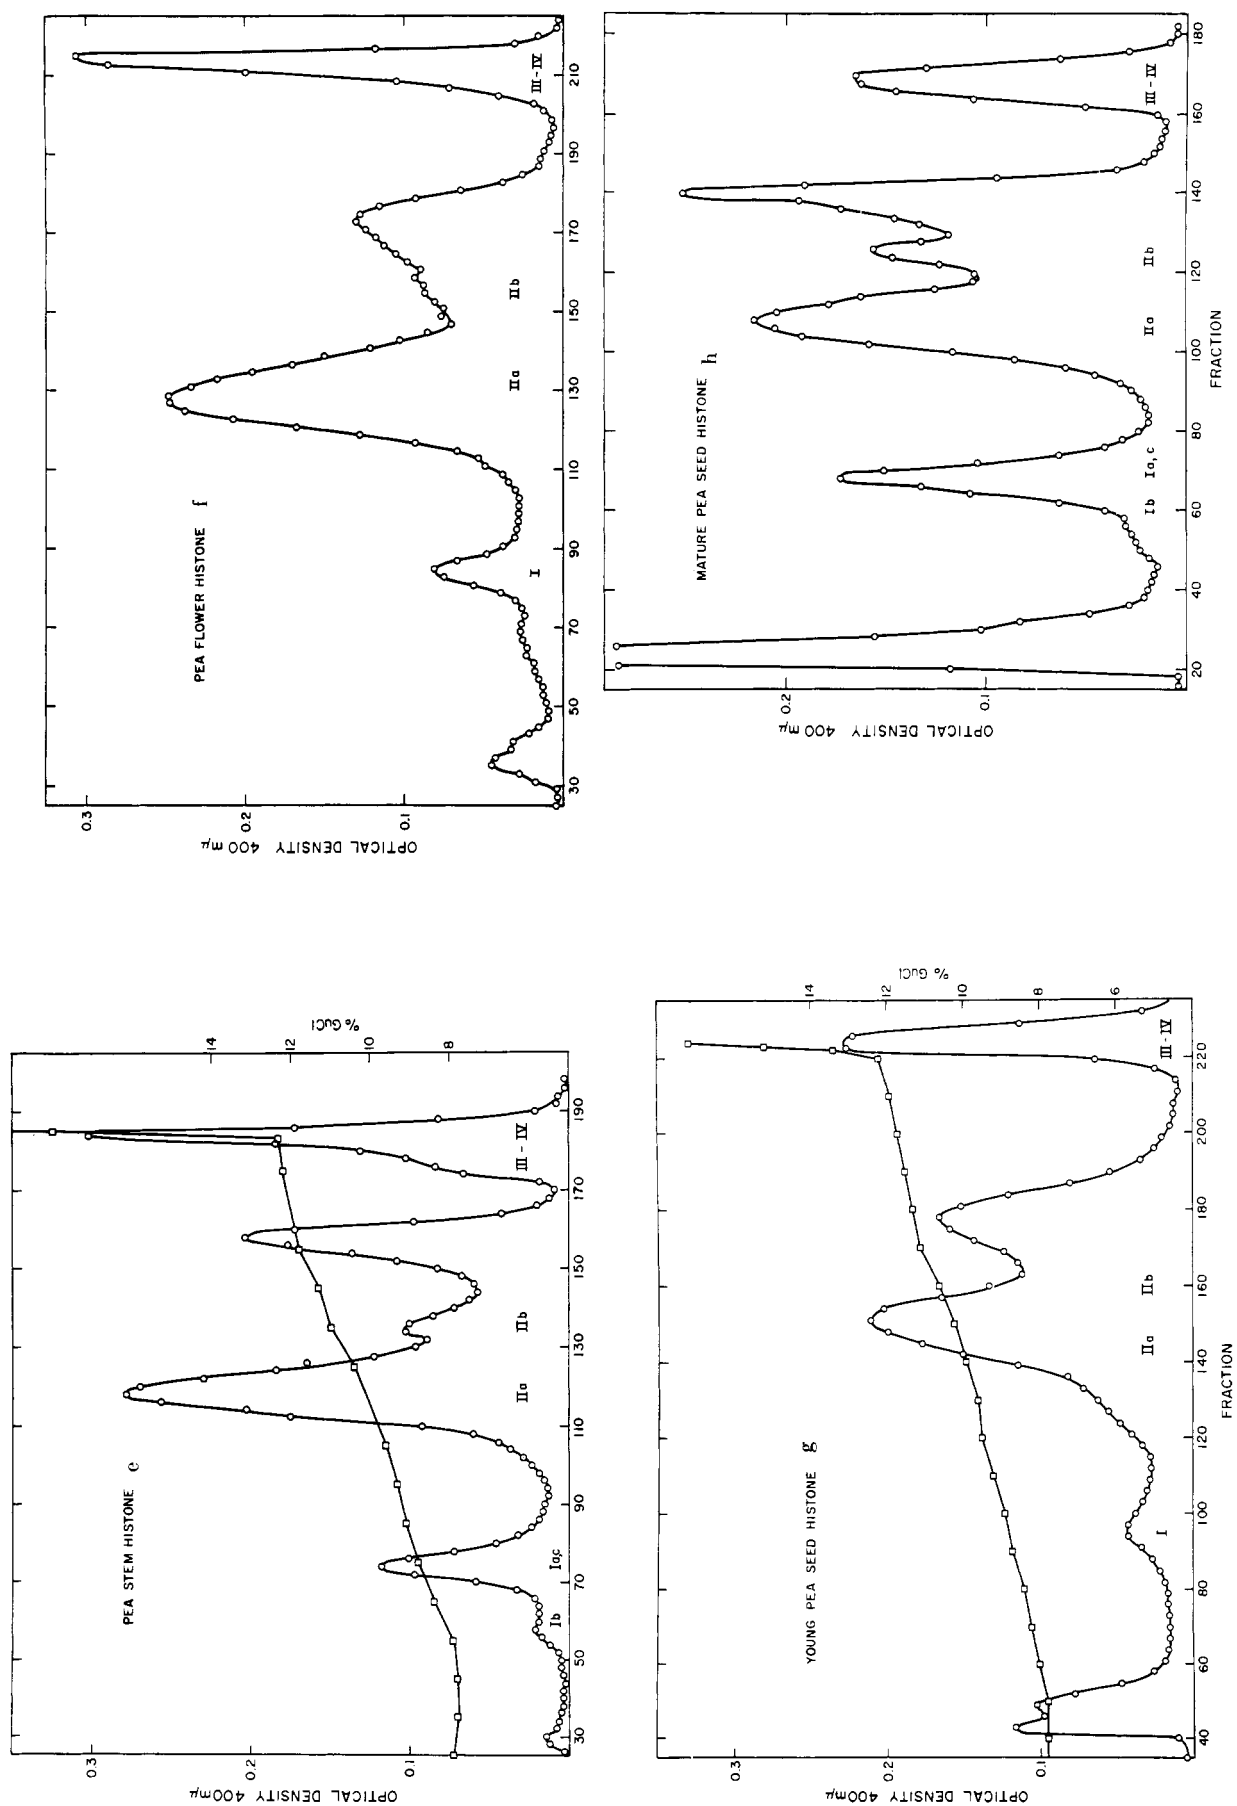 PEA STEM HISTONE e
OPTICAL DENSITY 400mμ
0.3
0.2
0.1
% GuCl
14
12
10
8
30 50 70 90 110 130 150 170 190
Ib Ia,c IIa IIb III - IV
PEA FLOWER HISTONE f
OPTICAL DENSITY 400 mμ
0.3
0.2
0.1
30 50 70 90 110 130 150 170 190 210
I IIa IIb III - IV
YOUNG PEA SEED HISTONE g
OPTICAL DENSITY 400mμ
0.3
0.2
0.1
% GuCl
14
12
10
8
6
40 60 80 100 120 140 160 180 200 220
I IIa IIb III - IV
FRACTION
MATURE PEA SEED HISTONE h
OPTICAL DENSITY 400 mμ
0.2
0.1
20 40 60 80 100 120 140 160 180
Ib Ia,c IIa IIb III - IV
FRACTION